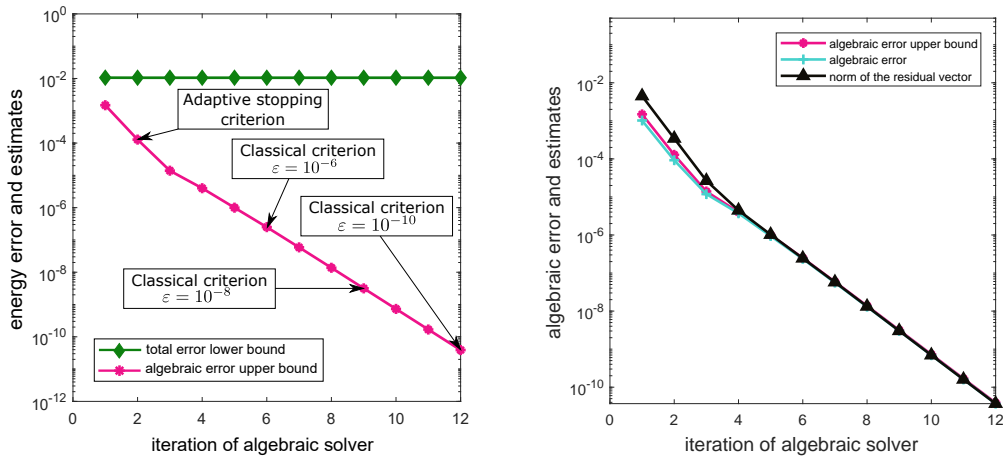 10^0
10^-2
10^-4
10^-6
10^-8
10^-10
10^-12
energy error and estimates
Adaptive stopping
criterion
Classical criterion
ε = 10^-6
Classical criterion
ε = 10^-10
Classical criterion
ε = 10^-8
total error lower bound
algebraic error upper bound
0 2 4 6 8 10 12
iteration of algebraic solver
algebraic error upper bound
algebraic error
norm of the residual vector
10^-2
10^-4
10^-6
10^-8
10^-10
algebraic error and estimates
0 2 4 6 8 10 12
iteration of algebraic solver